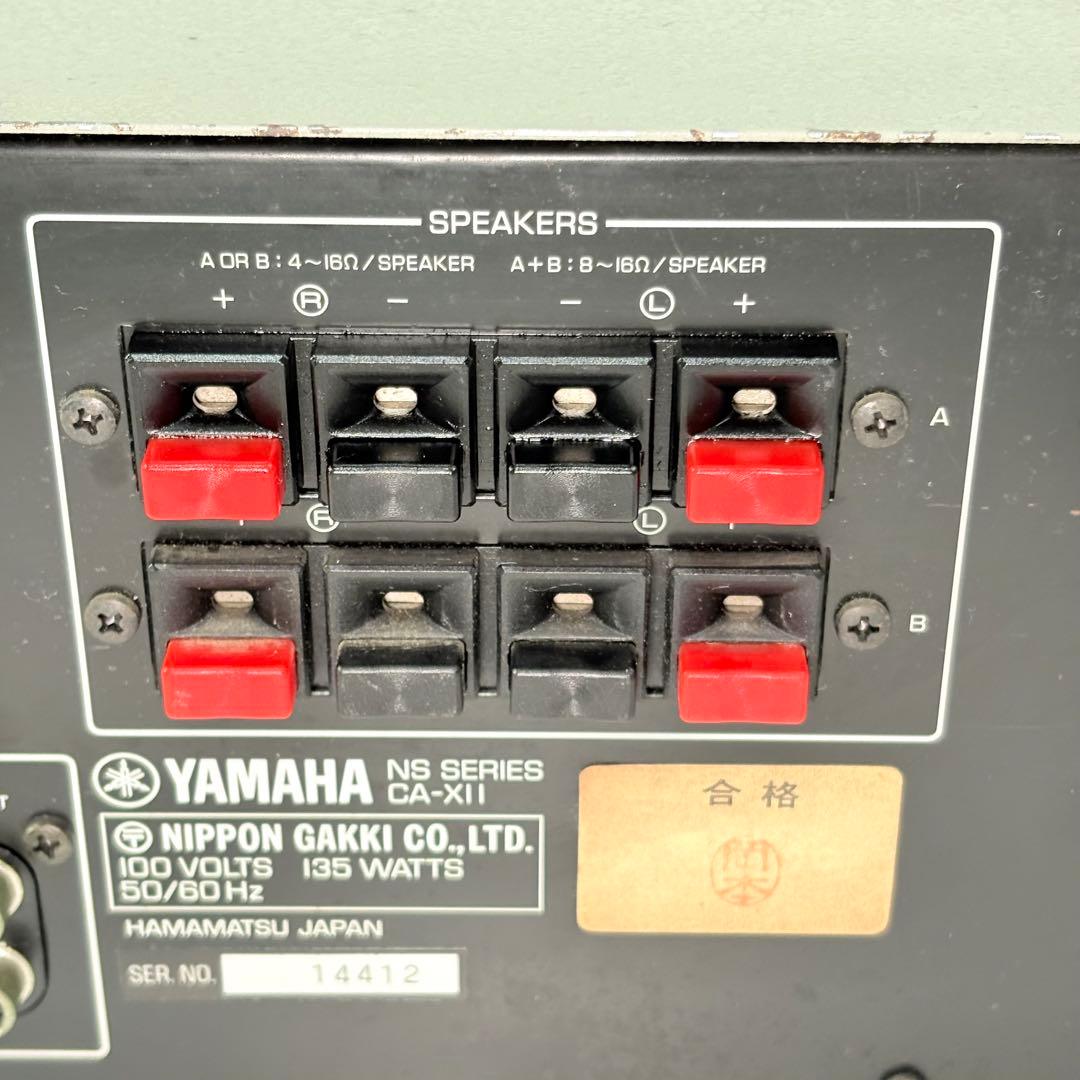 SPEAKERS
A OR B : 4~16Ω/SPEAKER A+B : 8~16Ω/SPEAKER
+ R − − L + 
A
+ R L +
B
YAMAHA NS SERIES
CA-XII
NIPPON GAKKI CO., LTD.
100 VOLTS 135 WATTS
50/60 Hz
HAMAMATSU JAPAN
SER. NO. 14412
合格